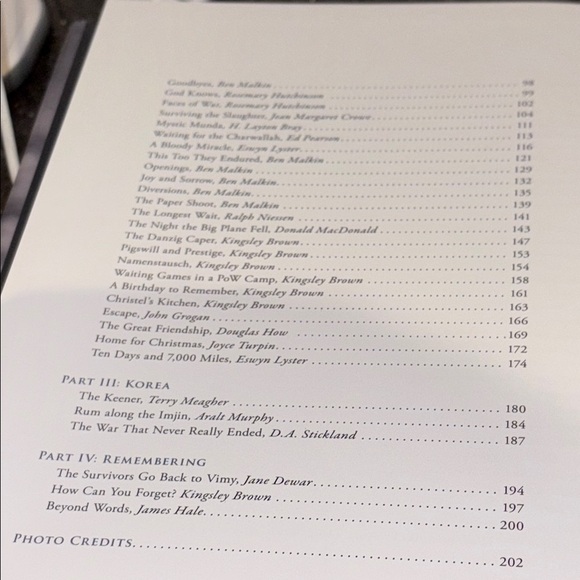 Goodbyes, Ben Malkin 98
God Knows, Rosemary Hutchinson 99
Faces of War, Rosemary Hutchinson 102
Surviving the Slaughter, Jean Margaret Crowe 104
Mystic Munda, H. Layton Bray 111
Waiting for the Charwallah, Ed Pearson 113
A Bloody Miracle, Eswyn Lyster 116
This Too They Endured, Ben Malkin 121
Openings, Ben Malkin 129
Joy and Sorrow, Ben Malkin 132
Diversions, Ben Malkin 135
The Paper Shoot, Ben Malkin 139
The Longest Wait, Ralph Niessen 141
The Night the Big Plane Fell, Donald MacDonald 143
The Danzig Caper, Kingsley Brown 147
Pigswill and Prestige, Kingsley Brown 153
Namenstausch, Kingsley Brown 154
Waiting Games in a PoW Camp, Kingsley Brown 158
A Birthday to Remember, Kingsley Brown 161
Christel's Kitchen, Kingsley Brown 163
Escape, John Grogan 166
The Great Friendship, Douglas How 169
Home for Christmas, Joyce Turpin 172
Ten Days and 7,000 Miles, Eswyn Lyster 174
Part III: Korea
The Keener, Terry Meagher 180
Rum along the Imjin, Aralt Murphy 184
The War That Never Really Ended, D.A. Stickland 187
Part IV: Remembering
The Survivors Go Back to Vimy, Jane Dewar 194
How Can You Forget? Kingsley Brown 197
Beyond Words, James Hale 200
Photo Credits 202